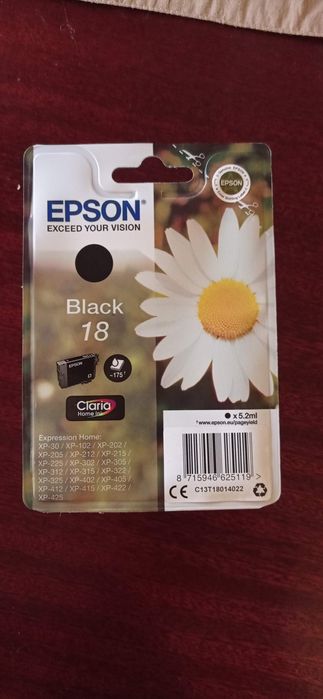 EPSON
EPSON®
EXCEED YOUR VISION
Black
18
EPSON
~175*
Claria
Home Ink
x 5.2ml
*www.epson.eu/pageyield
Expression Home:
XP-30 / XP-102 / XP-202 /
XP-205 / XP-212 / XP-215 /
XP-225 / XP-302 / XP-305 /
XP-312 / XP-315 / XP-322 /
XP-325 / XP-402 / XP-405 /
XP-412 / XP-415 / XP-422 /
XP-425
8 715946 625119 >
CE C13T18014022